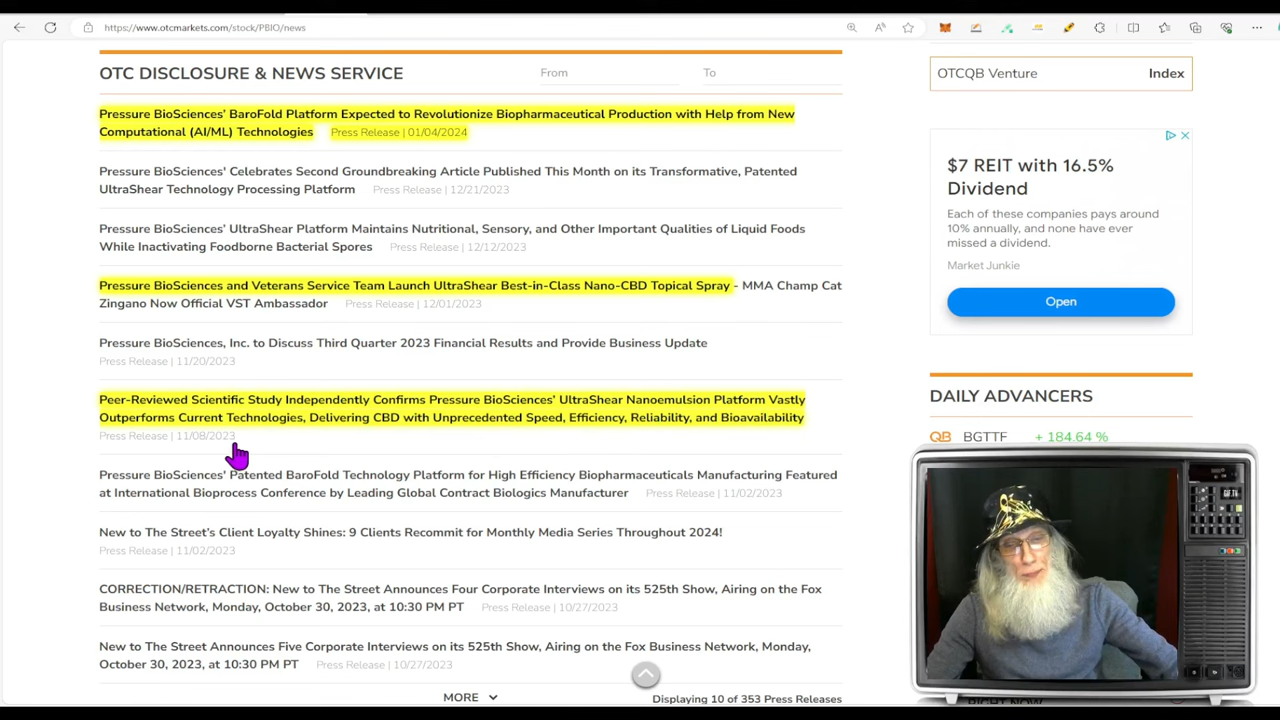 https://www.otcmarkets.com/stock/PBIO/news
OTC DISCLOSURE & NEWS SERVICE
From
To
Pressure BioSciences' BaroFold Platform Expected to Revolutionize Biopharmaceutical Production with Help from New
Computational (AI/ML) Technologies Press Release | 01/04/2024
Pressure BioSciences' Celebrates Second Groundbreaking Article Published This Month on its Transformative, Patented
UltraShear Technology Processing Platform Press Release | 12/21/2023
Pressure BioSciences' UltraShear Platform Maintains Nutritional, Sensory, and Other Important Qualities of Liquid Foods
While Inactivating Foodborne Bacterial Spores Press Release | 12/12/2023
Pressure BioSciences and Veterans Service Team Launch UltraShear Best-in-Class Nano-CBD Topical Spray - MMA Champ Cat
Zingano Now Official VST Ambassador Press Release | 12/01/2023
Pressure BioSciences, Inc. to Discuss Third Quarter 2023 Financial Results and Provide Business Update
Press Release | 11/20/2023
Peer-Reviewed Scientific Study Independently Confirms Pressure BioSciences' UltraShear Nanoemulsion Platform Vastly
Outperforms Current Technologies, Delivering CBD with Unprecedented Speed, Efficiency, Reliability, and Bioavailability
Press Release | 11/08/2023
Pressure BioSciences' Patented BaroFold Technology Platform for High Efficiency Biopharmaceuticals Manufacturing Featured
at International Bioprocess Conference by Leading Global Contract Biologics Manufacturer Press Release | 11/02/2023
New to The Street's Client Loyalty Shines: 9 Clients Recommit for Monthly Media Series Throughout 2024!
Press Release | 11/02/2023
CORRECTION/RETRACTION: New to The Street Announces Four Corporate Interviews on its 525th Show, Airing on the Fox
Business Network, Monday, October 30, 2023, at 10:30 PM PT Press Release | 10/27/2023
New to The Street Announces Five Corporate Interviews on its 525th Show, Airing on the Fox Business Network, Monday,
October 30, 2023, at 10:30 PM PT Press Release | 10/27/2023
MORE
Displaying 10 of 353 Press Releases
OTCQB Venture
Index
$7 REIT with 16.5%
Dividend
Each of these companies pays around
10% annually, and none have ever
missed a dividend.
Market Junkie
Open
DAILY ADVANCERS
QB BGTTF + 184.64 %
GIF.TV